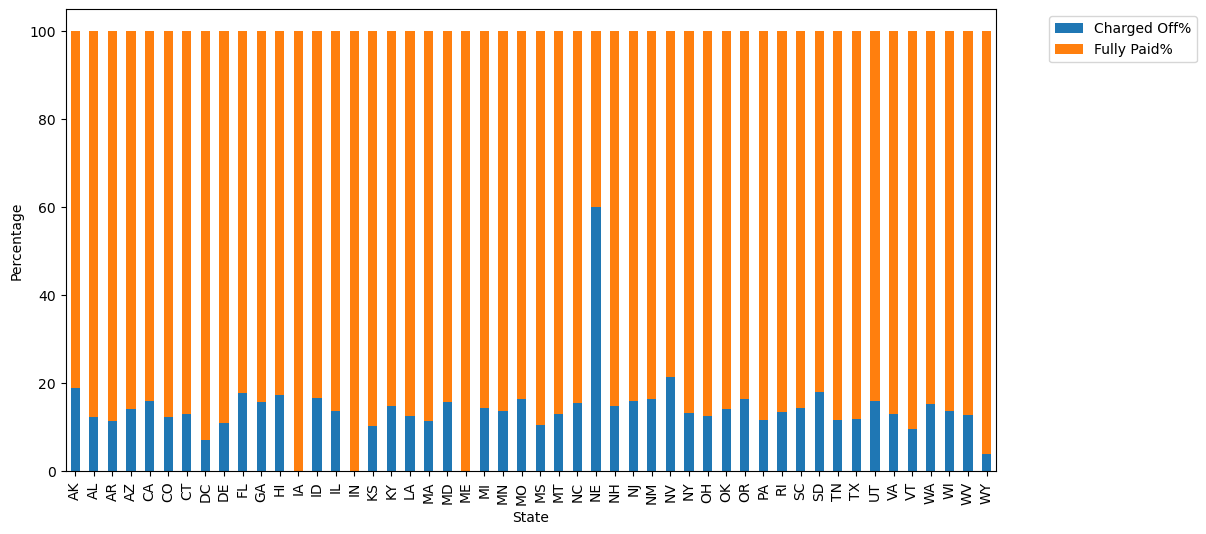 Charged Off%
Fully Paid%
Percentage
100
80
60
40
20
0
AK AL AR AZ CA CO CT DC DE FL GA HI IA ID IL IN KS KY LA MA MD ME MI MN MO MS MT NC NE NH NJ NM NV NY OH OK OR PA RI SC SD TN TX UT VA VT WA WI WV WY
State